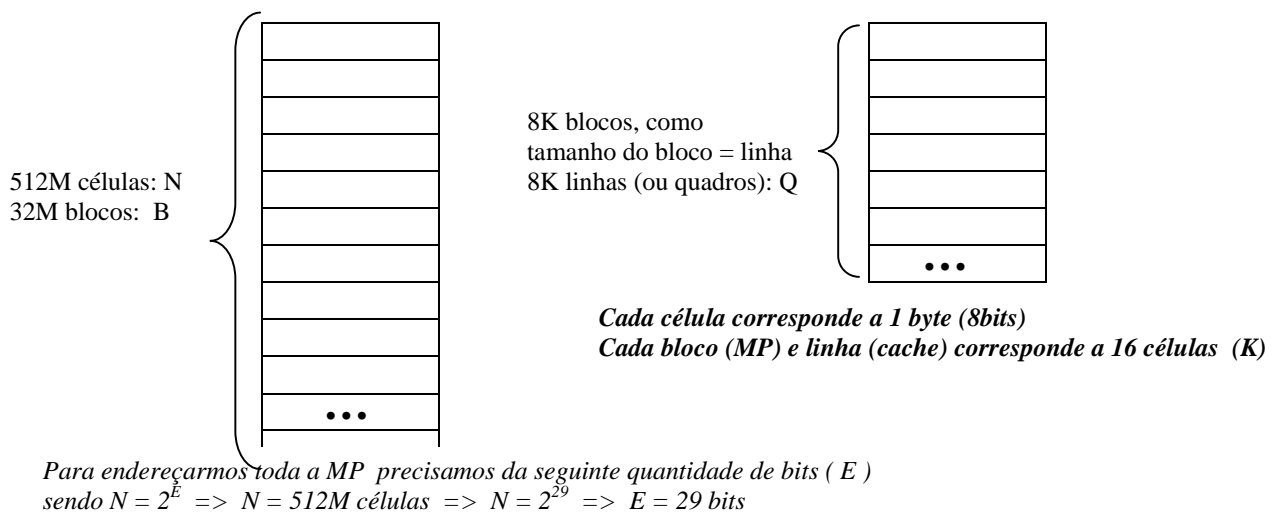 512M células: N
32M blocos: B
8K blocos, como
tamanho do bloco = linha
8K linhas (ou quadros): Q
•••
Cada célula corresponde a 1 byte (8bits)
Cada bloco (MP) e linha (cache) corresponde a 16 células (K)
•••
Para endereçarmos toda a MP precisamos da seguinte quantidade de bits ( E )
sendo N = 2^E => N = 512M células => N = 2^29 => E = 29 bits